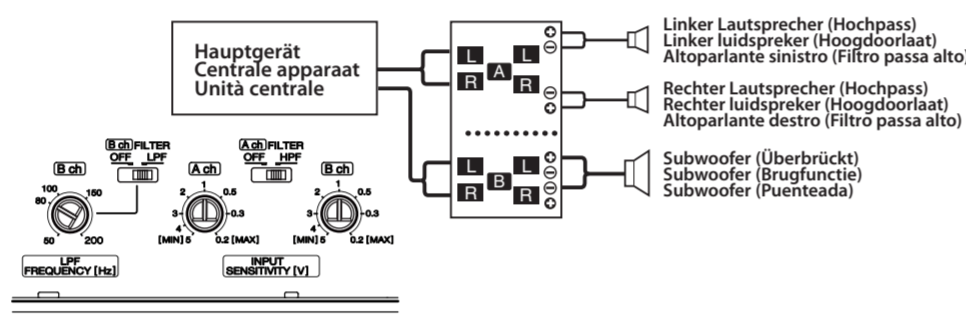 Hauptgerät
Centrale apparaat
Unità centrale
L L
A
R R
L L
B
R R
Linker Lautsprecher (Hochpass)
Linker luidspreker (Hoogdoorlaat)
Altoparlante sinistro (Filtro passa alto)
Rechter Lautsprecher (Hochpass)
Rechter luidspreker (Hoogdoorlaat)
Altoparlante destro (Filtro passa alto)
Subwoofer (Überbrückt)
Subwoofer (Brugfunctie)
Subwoofer (Puenteada)
B ch FILTER
OFF LPF
A ch FILTER
OFF HPF
B ch
A ch
B ch
100 150
80
50 200
1
2 0.5
3 0.3
4
[MIN] 5 0.2 [MAX]
1
2 0.5
3 0.3
4
[MIN] 5 0.2 [MAX]
LPF
FREQUENCY [Hz]
INPUT
SENSITIVITY [V]